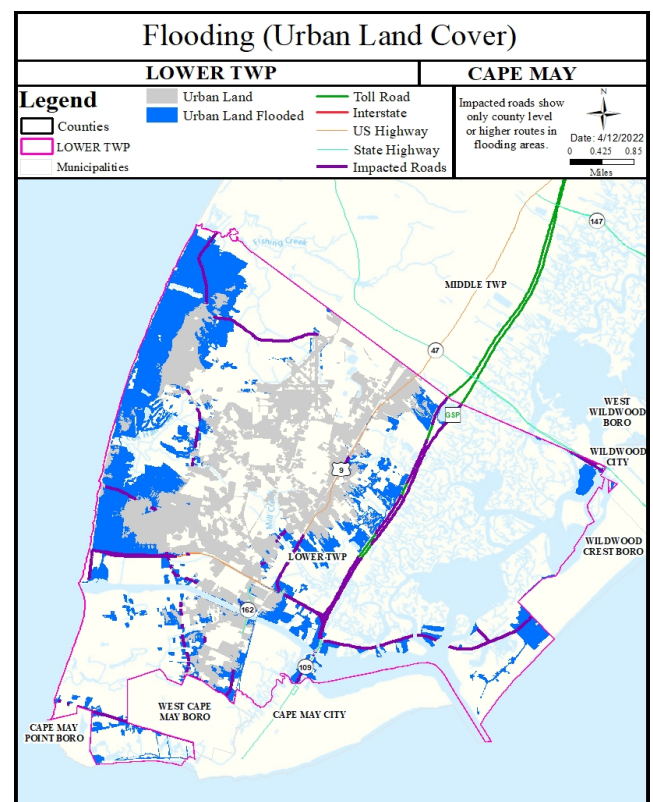 Flooding (Urban Land Cover)
LOWER TWP
CAPE MAY
Legend
Counties
LOWER TWP
Municipalities
Urban Land
Urban Land Flooded
Toll Road
Interstate
US Highway
State Highway
Impacted Roads
Impacted roads show
only county level
or higher routes in
flooding areas.
N
Date: 4/12/2022
0 0.425 0.85
Miles
Fishing Creek
147
MIDDLE TWP
47
GSP
WEST
WILDWOOD
BORO
WILDWOOD
CITY
9
Mill Creek
WILDWOOD
CREST BORO
LOWER TWP
162
109
WEST CAPE
MAY BORO
CAPE MAY CITY
CAPE MAY
POINT BORO